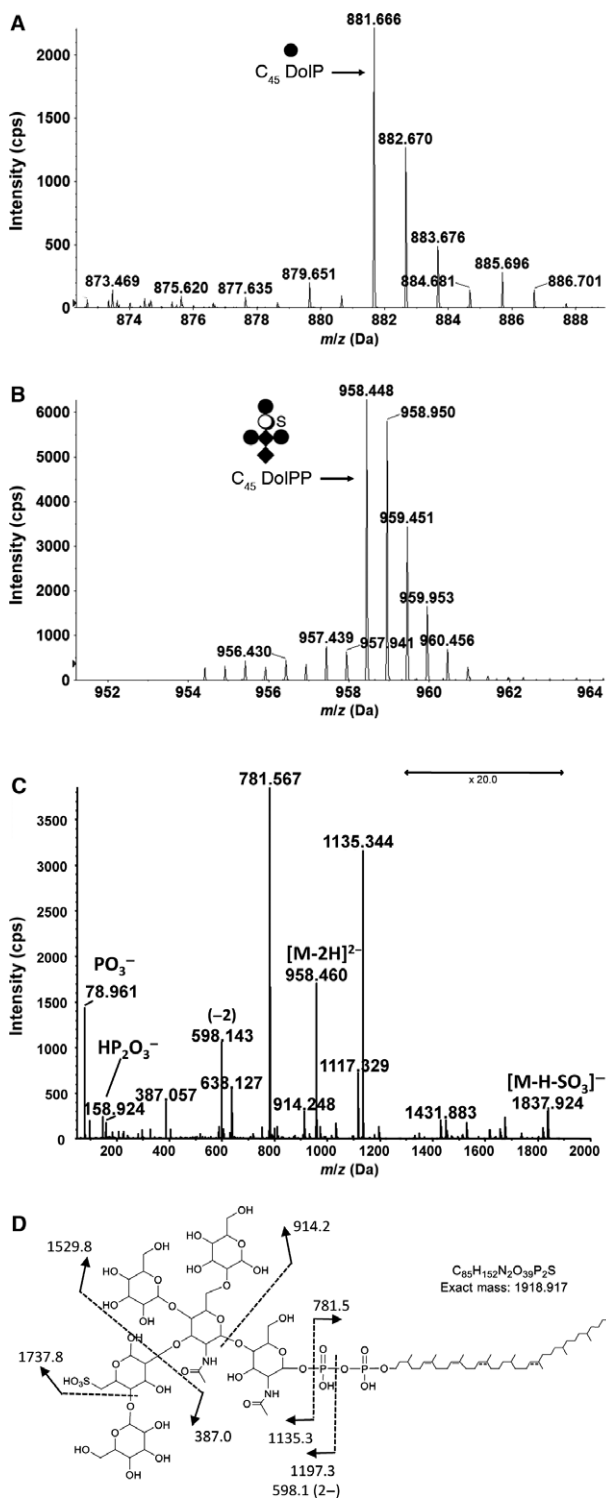 A
Intensity (cps)
2000
1500
1000
500
0
881.666
C45 DolP
882.670
883.676
884.681
885.696
886.701
873.469
875.620
877.635
879.651
874 876 878 880 882 884 886 888
m/z (Da)
B
Intensity (cps)
6000
5000
4000
3000
2000
1000
0
S
C45 DolPP
958.448
958.950
959.451
959.953
960.456
956.430
957.439
957.941
952 954 956 958 960 962 964
m/z (Da)
C
Intensity (cps)
3500
3000
2500
2000
1500
1000
500
0
x 20.0
781.567
1135.344
[M-2H]2−
958.460
PO3−
78.961
HP2O3−
158.924
(−2)
598.143
387.057
638.127
914.248
1117.329
1431.883
[M-H-SO3]−
1837.924
200 400 600 800 1000 1200 1400 1600 1800 2000
m/z (Da)
D
1529.8
914.2
781.5
1737.8
387.0
1135.3
1197.3
598.1 (2−)
C85H152N2O39P2S
Exact mass: 1918.917